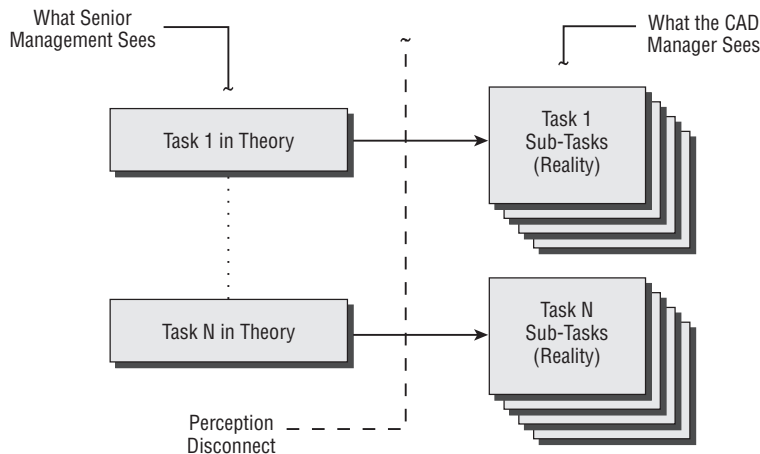 What Senior
Management Sees
~
~
What the CAD
Manager Sees
~
Task 1 in Theory
Task 1
Sub-Tasks
(Reality)
Task N in Theory
Task N
Sub-Tasks
(Reality)
Perception
Disconnect